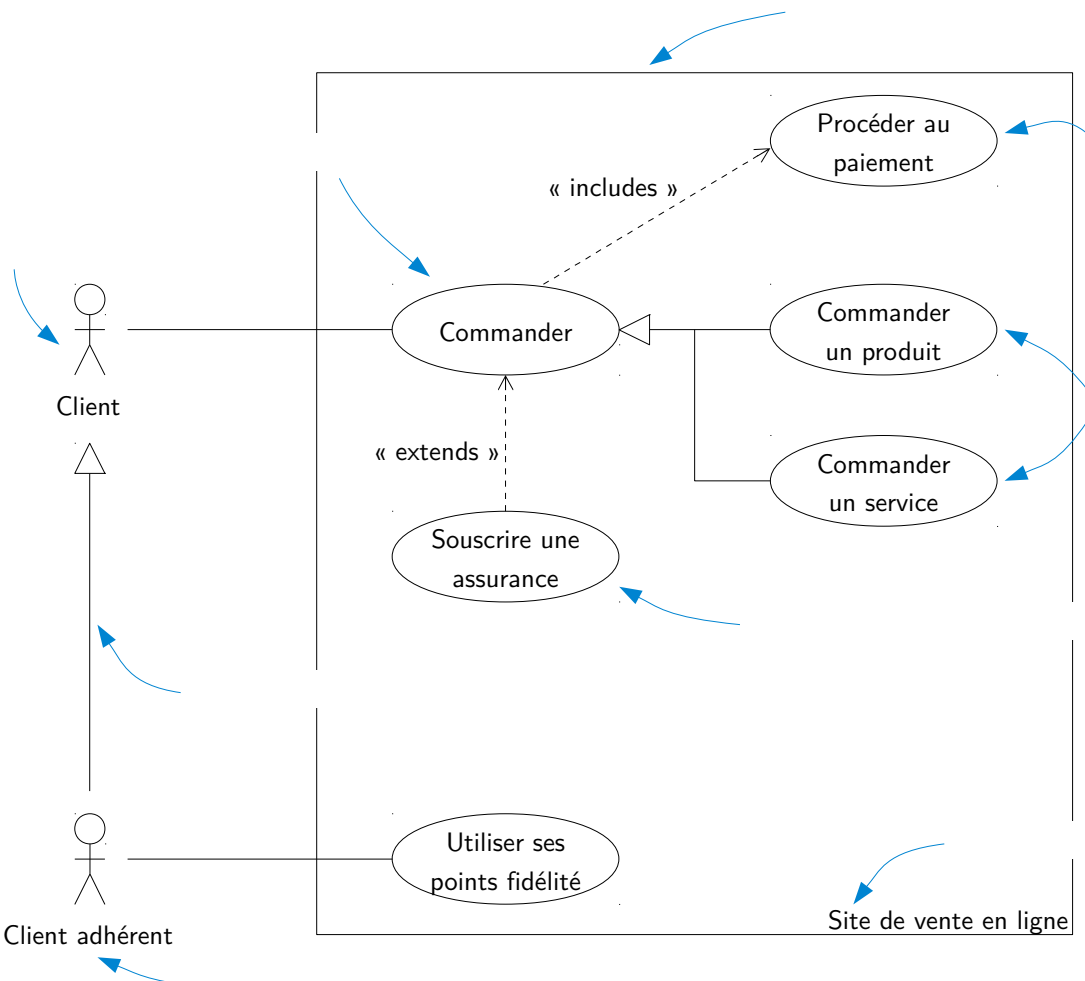 Procéder au
paiement
« includes »
Commander
Commander
un produit
Client
« extends »
Commander
un service
Souscrire une
assurance
Utiliser ses
points fidélité
Site de vente en ligne
Client adhérent